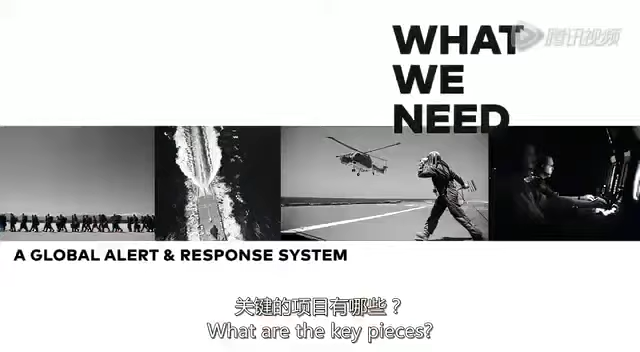 WHAT
WE
NEED
腾讯视频
A GLOBAL ALERT & RESPONSE SYSTEM
关键的项目有哪些？
What are the key pieces?